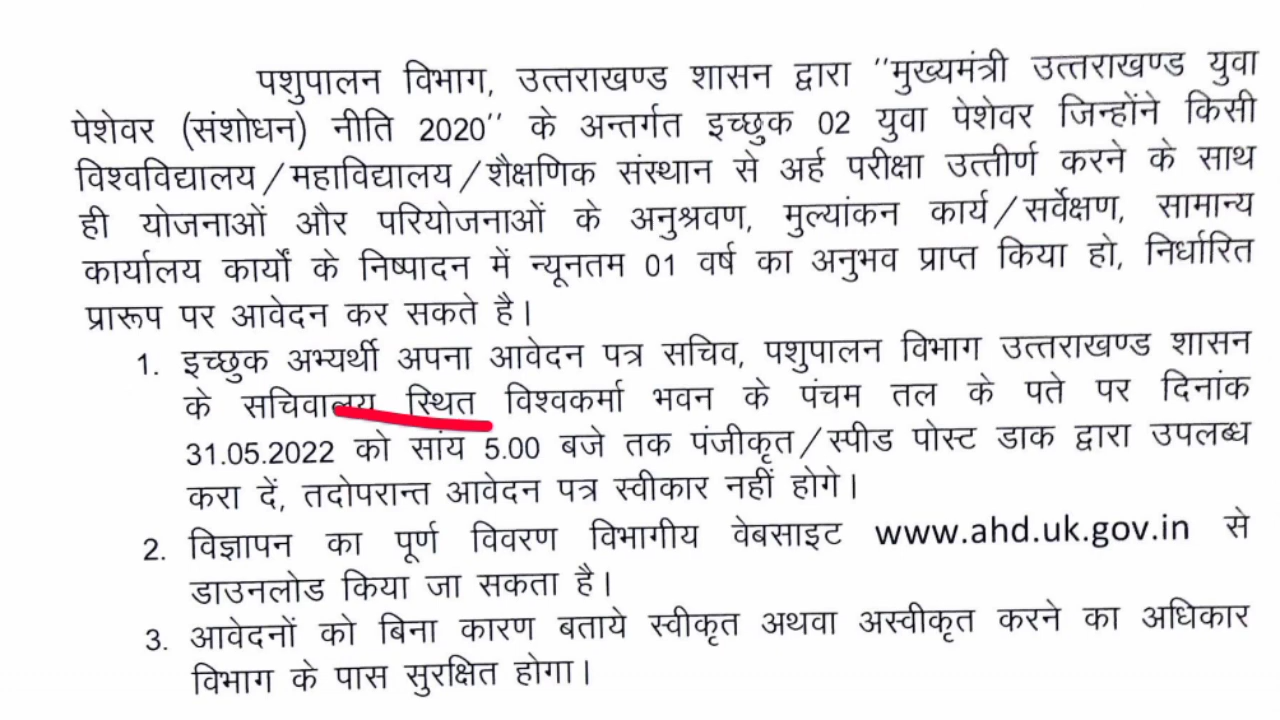 पशुपालन विभाग, उत्तराखण्ड शासन द्वारा ''मुख्यमंत्री उत्तराखण्ड युवा
पेशेवर (संशोधन) नीति 2020'' के अन्तर्गत इच्छुक 02 युवा पेशेवर जिन्होंने किसी
विश्वविद्यालय/महाविद्यालय/शैक्षणिक संस्थान से अर्ह परीक्षा उत्तीर्ण करने के साथ
ही योजनाओं और परियोजनाओं के अनुश्रवण, मुल्यांकन कार्य/सर्वेक्षण, सामान्य
कार्यालय कार्यों के निष्पादन में न्यूनतम 01 वर्ष का अनुभव प्राप्त किया हो, निर्धारित
प्रारूप पर आवेदन कर सकते है।
1. इच्छुक अभ्यर्थी अपना आवेदन पत्र सचिव, पशुपालन विभाग उत्तराखण्ड शासन
के सचिवालय स्थित विश्वकर्मा भवन के पंचम तल के पते पर दिनांक
31.05.2022 को सांय 5.00 बजे तक पंजीकृत/स्पीड पोस्ट डाक द्वारा उपलब्ध
करा दें, तदोपरान्त आवेदन पत्र स्वीकार नहीं होगे।
2. विज्ञापन का पूर्ण विवरण विभागीय वेबसाइट www.ahd.uk.gov.in से
डाउनलोड किया जा सकता है।
3. आवेदनों को बिना कारण बताये स्वीकृत अथवा अस्वीकृत करने का अधिकार
विभाग के पास सुरक्षित होगा।